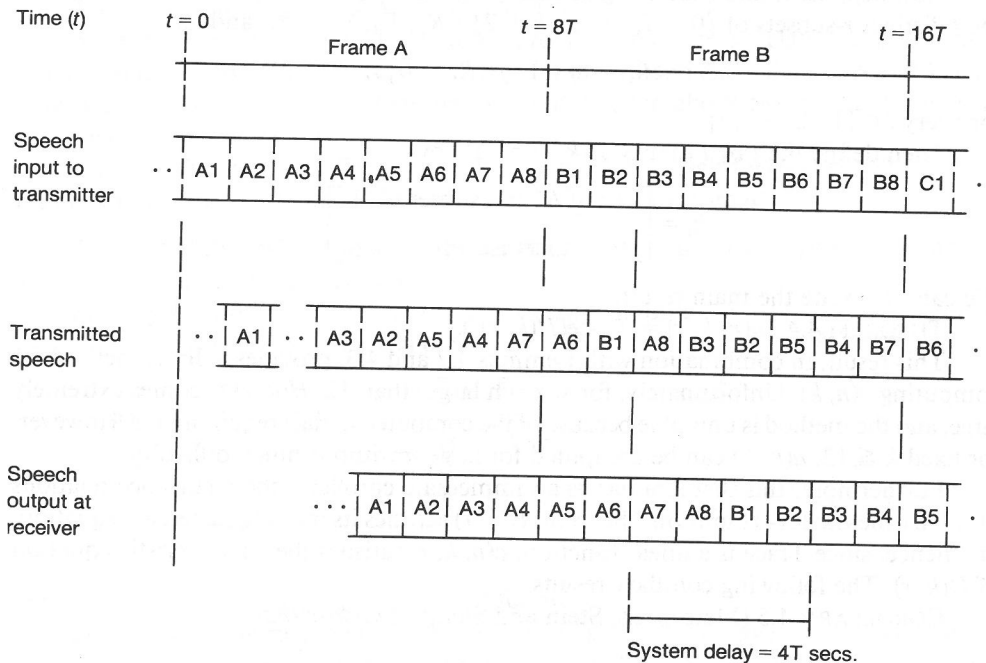 Time (t) t = 0 t = 8T t = 16T
Frame A Frame B
Speech input to transmitter
·· A1 A2 A3 A4 A5 A6 A7 A8 B1 B2 B3 B4 B5 B6 B7 B8 C1 ·
Transmitted speech
·· A1 ·· A3 A2 A5 A4 A7 A6 B1 A8 B3 B2 B5 B4 B7 B6
Speech output at receiver
··· A1 A2 A3 A4 A5 A6 A7 A8 B1 B2 B3 B4 B5 ·
System delay = 4T secs.